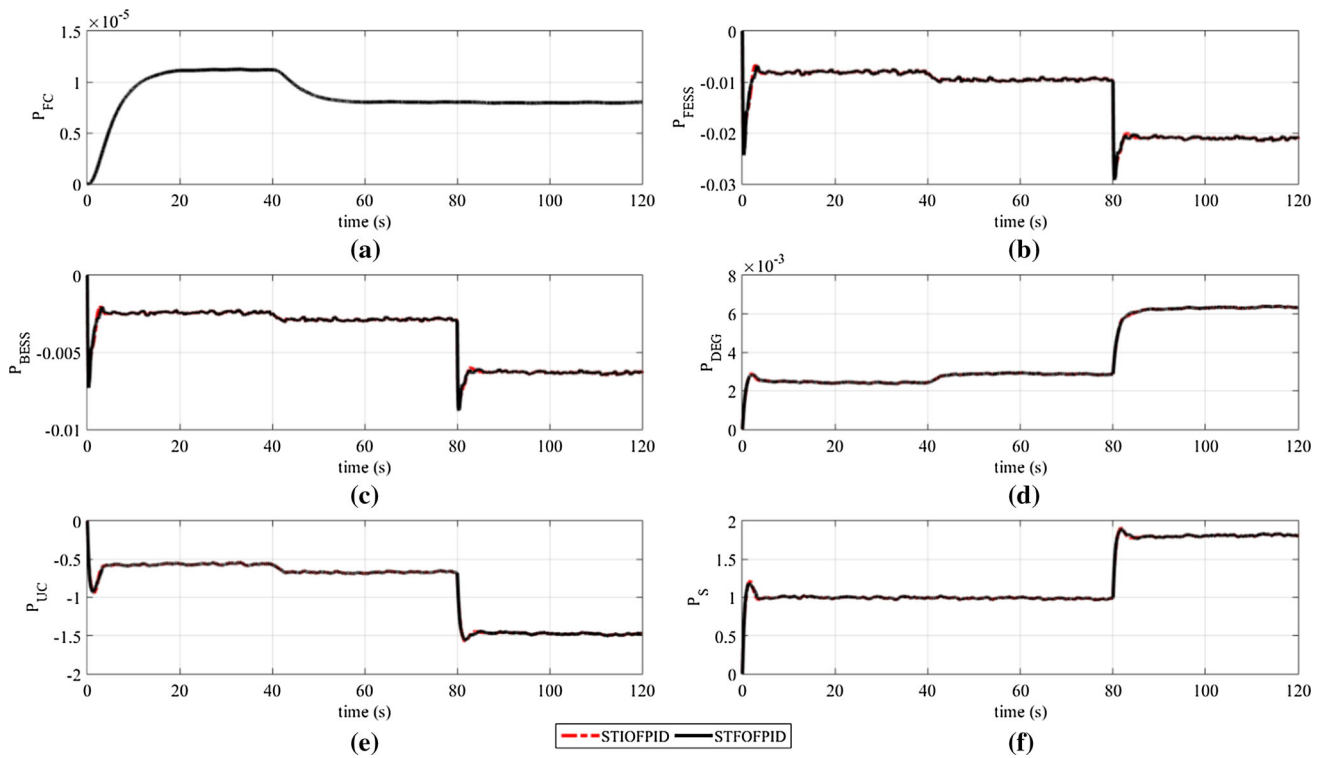 ×10⁻⁵
1.5
1
0.5
0
P_FC
0 20 40 60 80 100 120
time (s)
(a)
0
-0.01
-0.02
-0.03
P_FESS
0 20 40 60 80 100 120
time (s)
(b)
0
-0.005
-0.01
P_BESS
0 20 40 60 80 100 120
time (s)
(c)
×10⁻³
8
6
4
2
0
P_DEG
0 20 40 60 80 100 120
time (s)
(d)
0
-0.5
-1
-1.5
-2
P_UC
0 20 40 60 80 100 120
time (s)
(e)
2
1.5
1
0.5
0
P_S
0 20 40 60 80 100 120
time (s)
(f)
STIOFPID STFOFPID